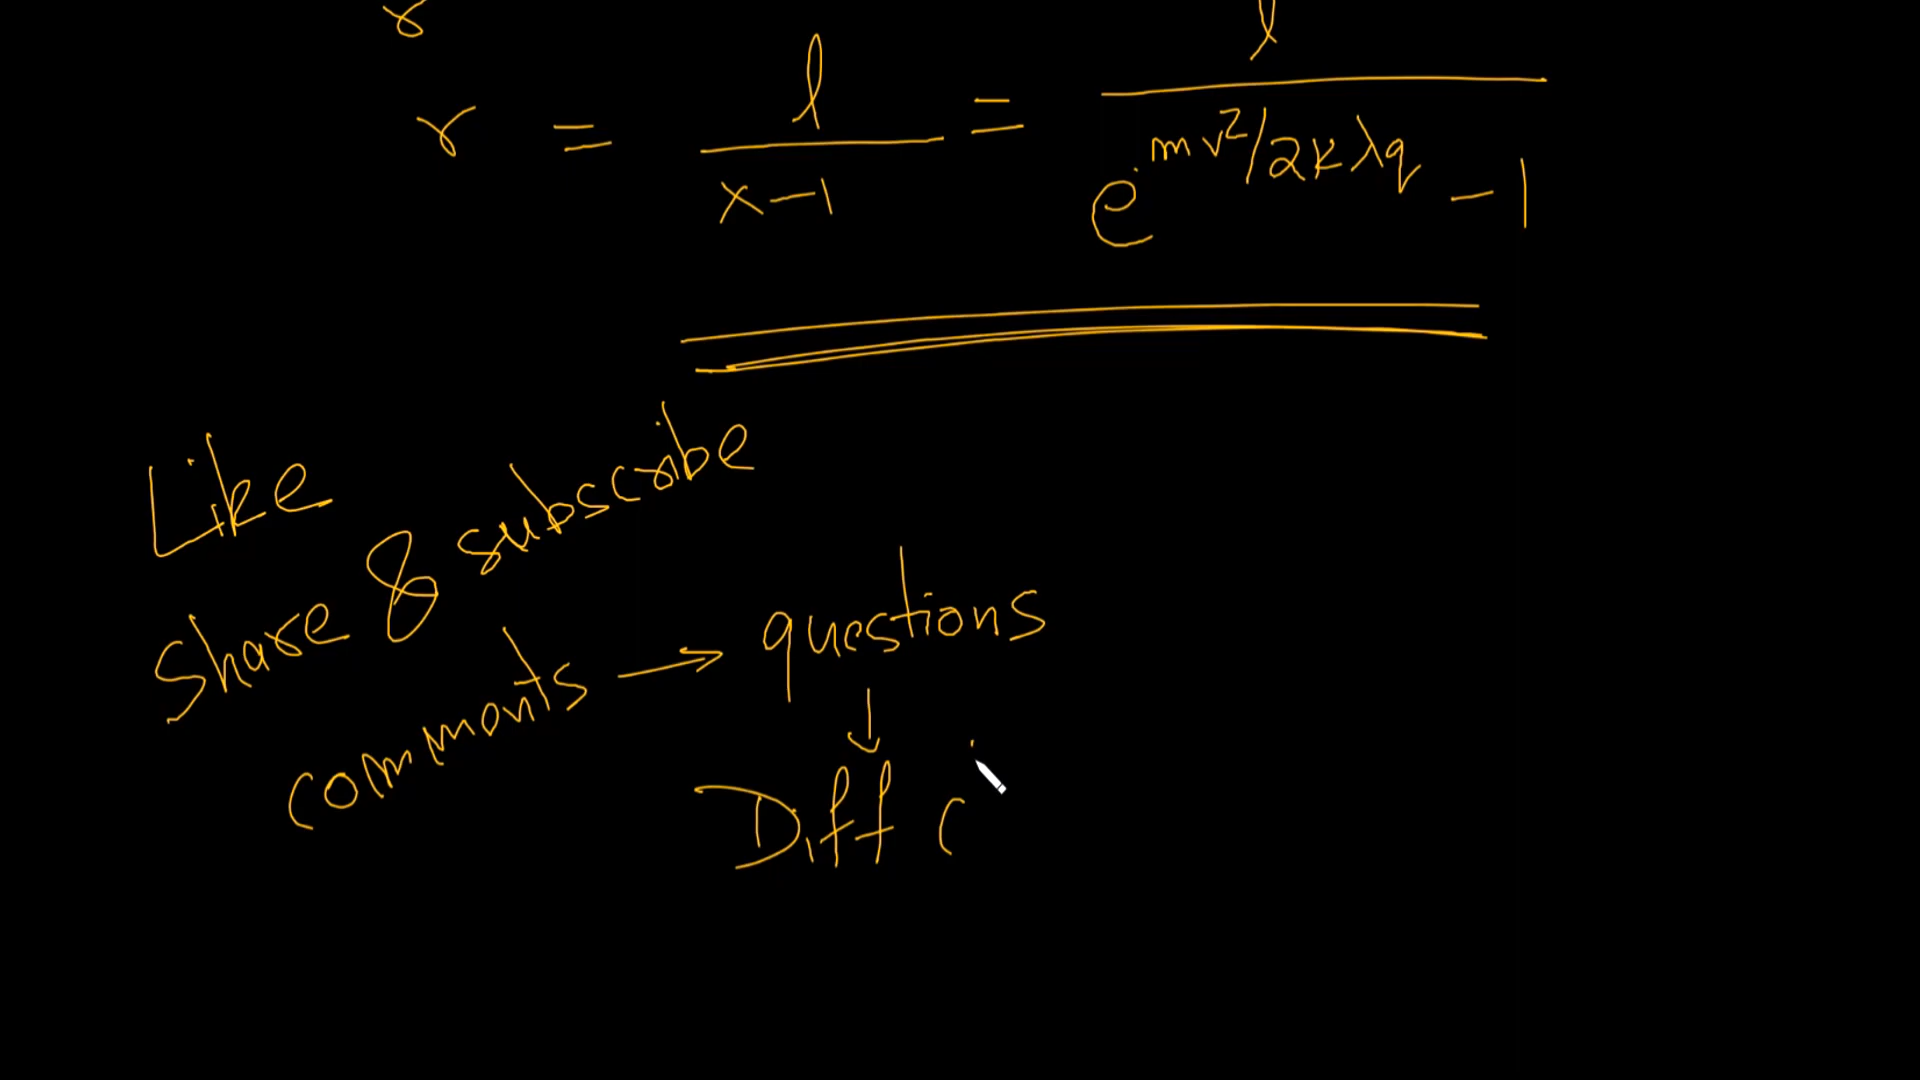 r
r = l / x-1 = l / e^{mv²/2kλq} - 1
Like
Share & subscribe
comments → questions
↓
Diff (